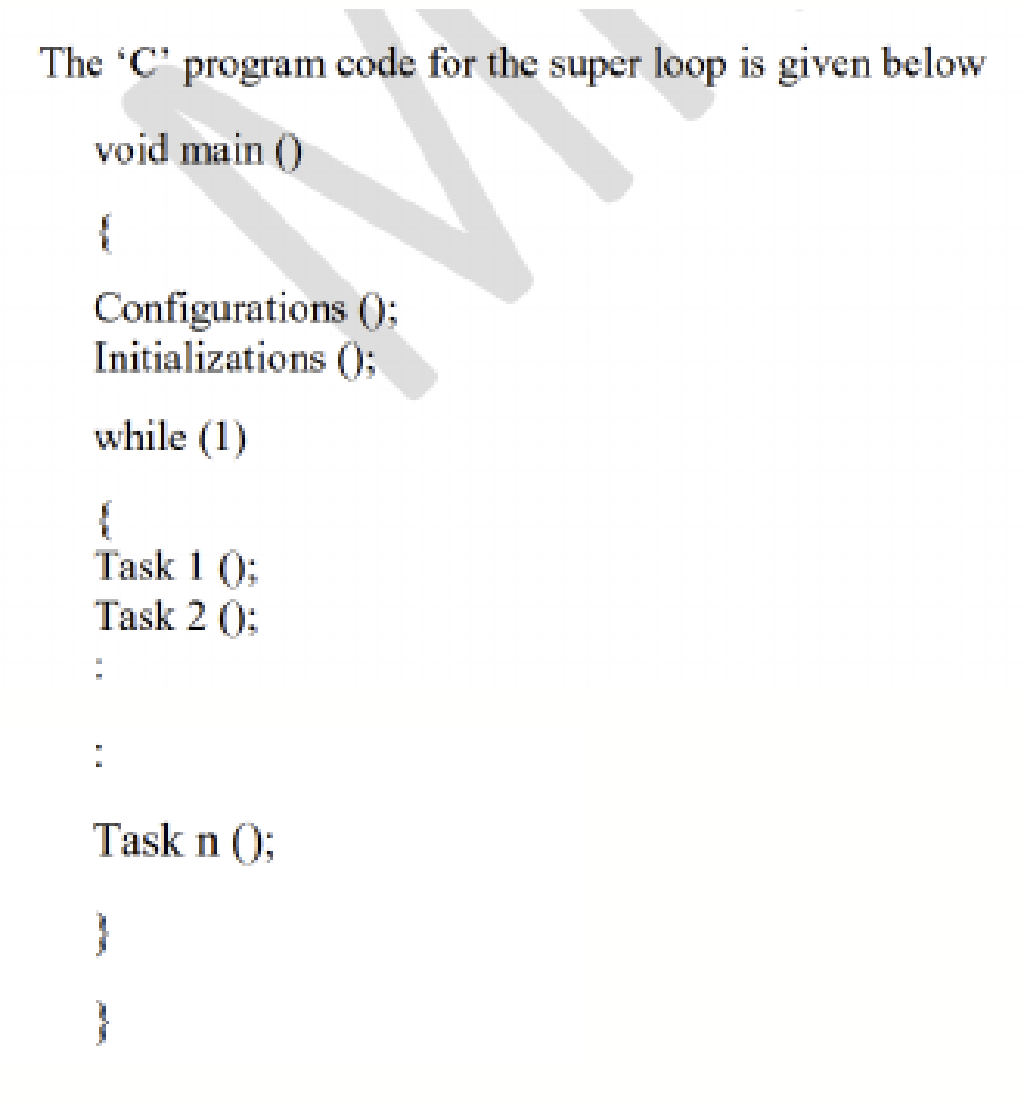 The ‘C’ program code for the super loop is given below
void main ()
{
Configurations ();
Initializations ();
while (1)
{
Task 1 ();
Task 2 ();
:
:
Task n ();
}
}